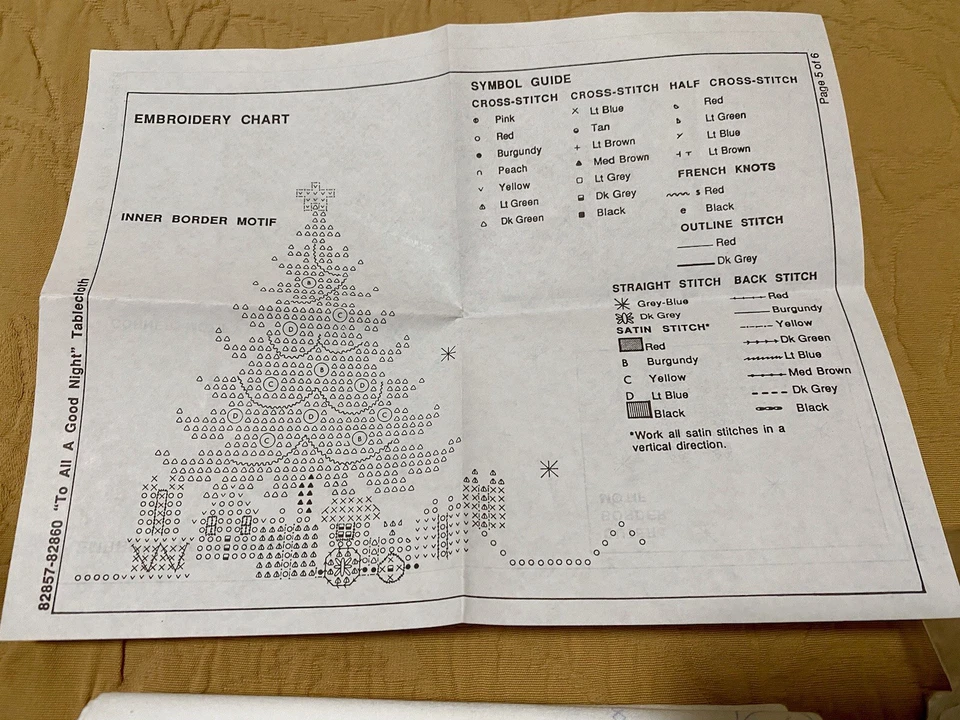 EMBROIDERY CHART
INNER BORDER MOTIF
SYMBOL GUIDE
CROSS-STITCH
Pink
Red
Burgundy
Peach
Yellow
Lt Green
Dk Green
CROSS-STITCH
Lt Blue
Tan
Lt Brown
Med Brown
Lt Grey
Dk Grey
Black
HALF CROSS-STITCH
Red
Lt Green
Lt Blue
Lt Brown
FRENCH KNOTS
s Red
e Black
OUTLINE STITCH
Red
Dk Grey
STRAIGHT STITCH
Grey-Blue
Dk Grey
SATIN STITCH*
Red
B Burgundy
C Yellow
D Lt Blue
Black
BACK STITCH
Red
Burgundy
Yellow
Dk Green
Lt Blue
Med Brown
Dk Grey
Black
*Work all satin stitches in a
vertical direction.
B
C
D
B
C
D
D
D
C
C
B
82857-82860 "To All A Good Night" Tablecloth
Page 5 of 6